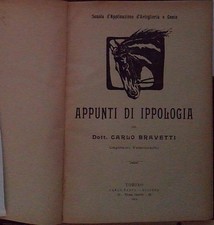 Scuola d'Applicazione d'Artiglieria e Genio
APPUNTI DI IPPOLOGIA
Dott. CARLO BRAVETTI
TORINO